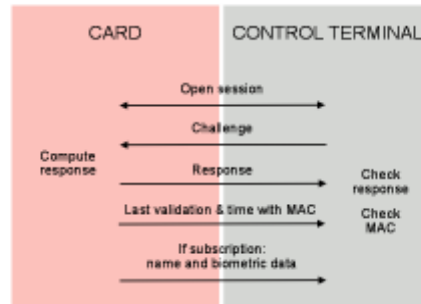 CARD
CONTROL TERMINAL
Open session
Challenge
Compute
response
Response
Check
response
Last validation & time with MAC
Check
MAC
If subscription:
name and biometric data